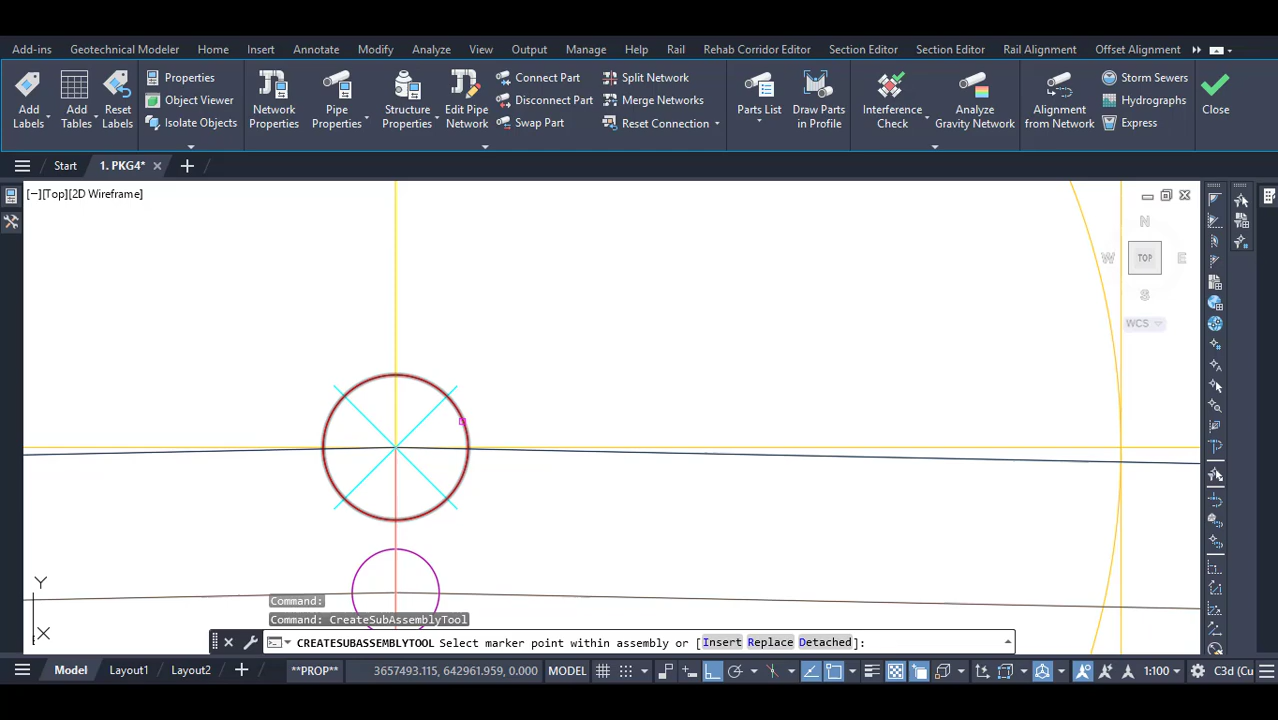 Add-ins Geotechnical Modeler Home Insert Annotate Modify Analyze View Output Manage Help Rail Rehab Corridor Editor Section Editor Section Editor Rail Alignment Offset Alignment
Add Labels
Add Tables
Reset Labels
Properties
Object Viewer
Isolate Objects
Network Properties
Pipe Properties
Structure Properties
Edit Pipe Network
Connect Part
Disconnect Part
Swap Part
Split Network
Merge Networks
Reset Connection
Parts List
Draw Parts in Profile
Interference Check
Analyze Gravity Network
Alignment from Network
Storm Sewers
Hydrographs
Express
Close
Start 1. PKG4*
[−][Top][2D Wireframe]
N
W TOP E
S
WCS
Y
X
Command:
Command: CreateSubAssemblyTool
CREATESUBASSEMBLYTOOL Select marker point within assembly or [Insert Replace Detached]:
Model Layout1 Layout2 **PROP** 3657493.115, 642961.959, 0.000 MODEL 1:100 C3d (Cu